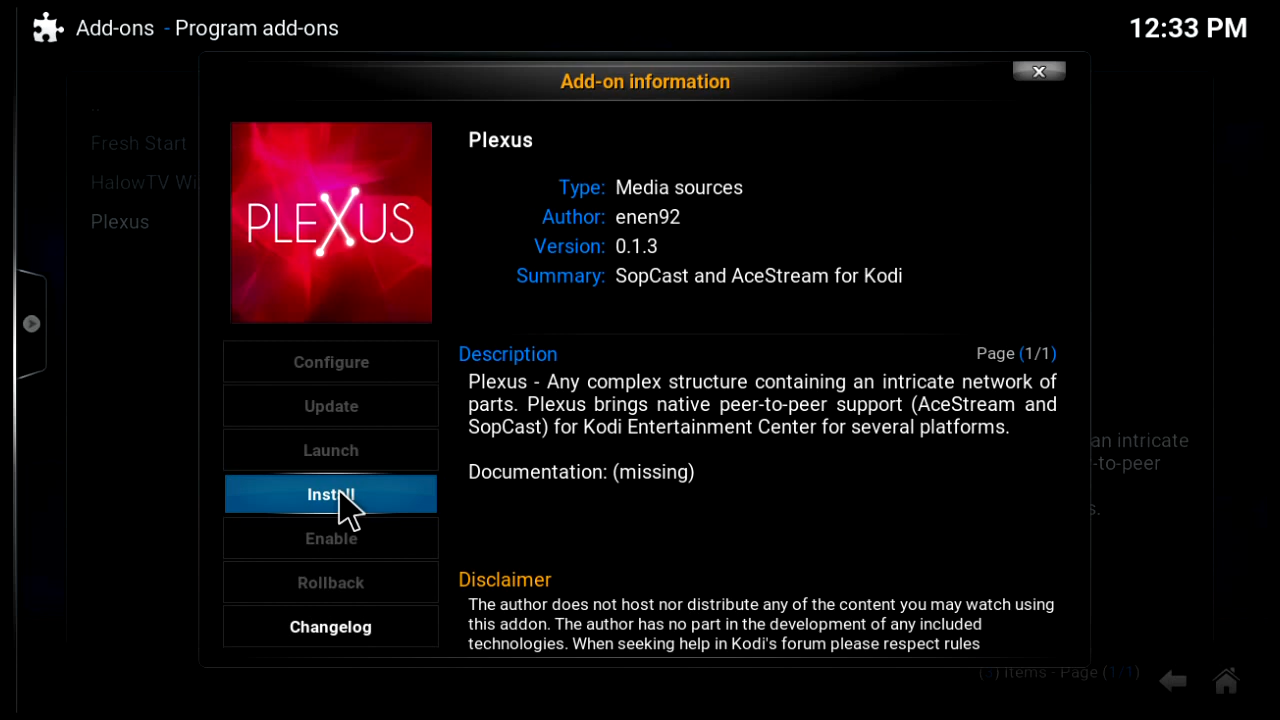 Add-ons - Program add-ons
12:33 PM
Add-on information
x
..
Fresh Start
HalowTV Wi
Plexus
PLEXUS
Plexus
Type: Media sources
Author: enen92
Version: 0.1.3
Summary: SopCast and AceStream for Kodi
Configure
Update
Launch
Install
Enable
Rollback
Changelog
Description
Page (1/1)
Plexus - Any complex structure containing an intricate network of
parts. Plexus brings native peer-to-peer support (AceStream and
SopCast) for Kodi Entertainment Center for several platforms.
Documentation: (missing)
Disclaimer
The author does not host nor distribute any of the content you may watch using
this addon. The author has no part in the development of any included
technologies. When seeking help in Kodi's forum please respect rules
an intricate
-to-peer
s.
(3) Items - Page (1/1)